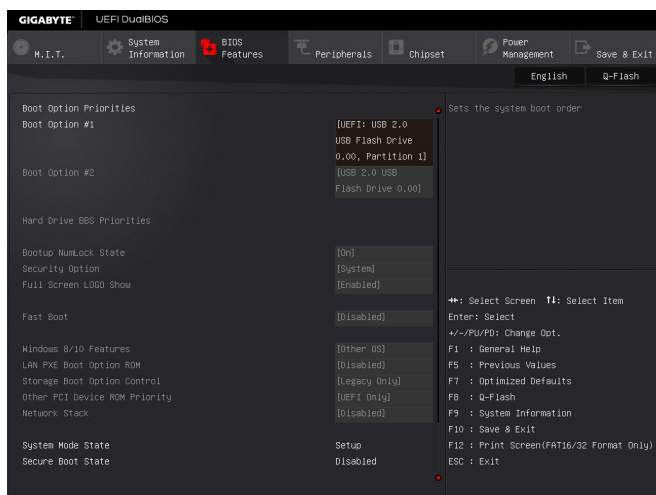 GIGABYTE™ UEFI DualBIOS
M.I.T.
System Information
BIOS Features
Peripherals
Chipset
Power Management
Save & Exit
English
Q-Flash
Boot Option Priorities
Boot Option #1 [UEFI: USB 2.0
USB Flash Drive
0.00, Partition 1]
Boot Option #2 [USB 2.0 USB
Flash Drive 0.00]
Hard Drive BBS Priorities
Bootup NumLock State [On]
Security Option [System]
Full Screen LOGO Show [Enabled]
Fast Boot [Disabled]
Windows 8/10 Features [Other OS]
LAN PXE Boot Option ROM [Disabled]
Storage Boot Option Control [Legacy Only]
Other PCI Device ROM Priority [UEFI Only]
Network Stack [Disabled]
System Mode State Setup
Secure Boot State Disabled
Sets the system boot order
→←: Select Screen ↑↓: Select Item
Enter: Select
+/-/PU/PD: Change Opt.
F1 : General Help
F5 : Previous Values
F7 : Optimized Defaults
F8 : Q-Flash
F9 : System Information
F10 : Save & Exit
F12 : Print Screen(FAT16/32 Format Only)
ESC : Exit